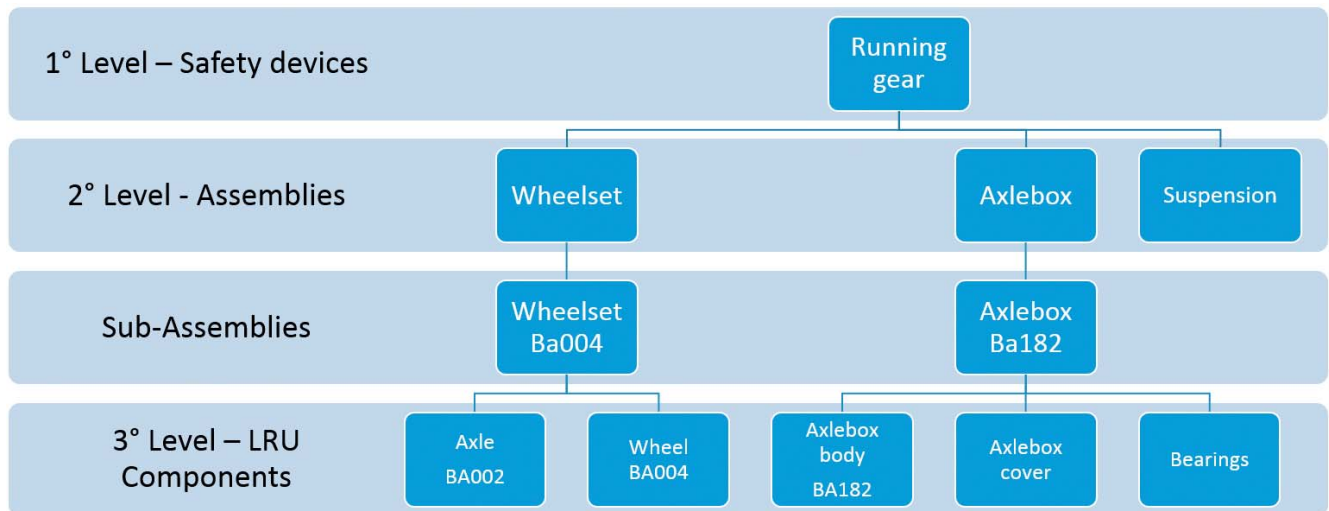 1° Level – Safety devices
Running
gear
2° Level - Assemblies
Wheelset
Axlebox
Suspension
Sub-Assemblies
Wheelset
Ba004
Axlebox
Ba182
3° Level – LRU
Components
Axle
BA002
Wheel
BA004
Axlebox
body
BA182
Axlebox
cover
Bearings